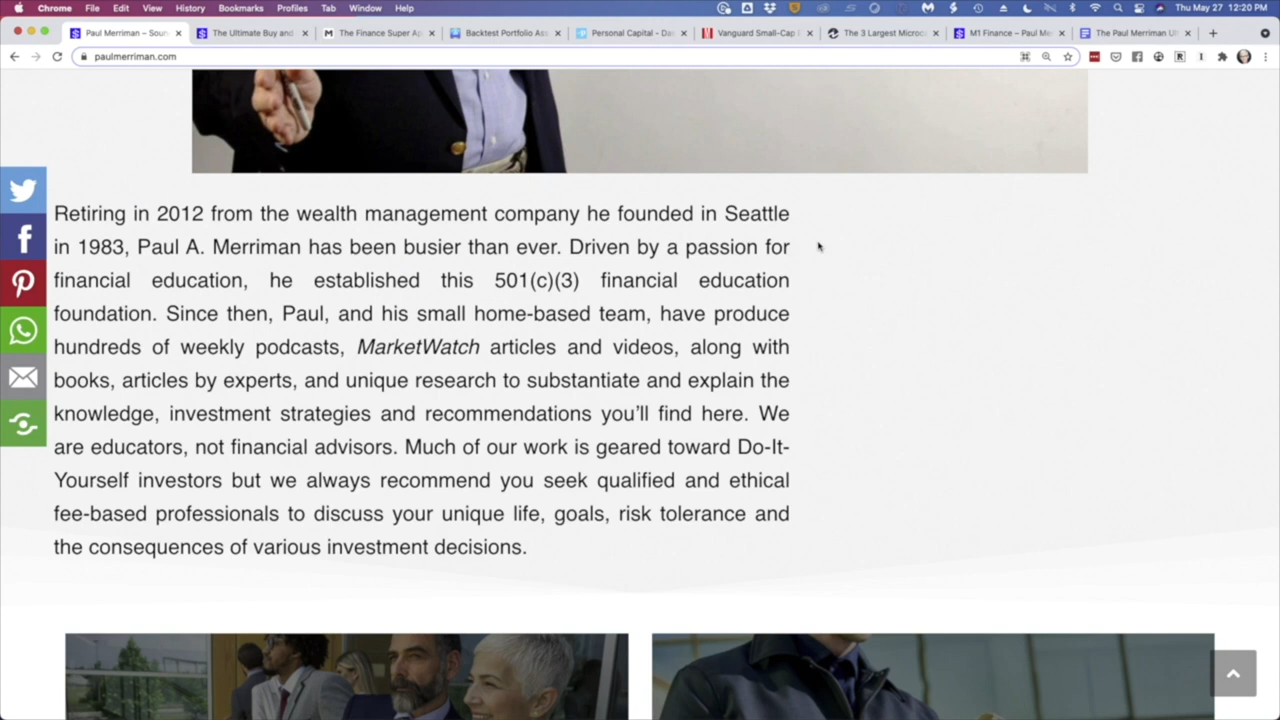 Chrome File Edit View History Bookmarks Profiles Tab Window Help Thu May 27 12:20 PM
Paul Merriman – Soun The Ultimate Buy and M The Finance Super Ap Backtest Portfolio Ass Personal Capital - Da Vanguard Small-Cap The 3 Largest Microca M1 Finance – Paul Me The Paul Merriman Ul
paulmerriman.com
Retiring in 2012 from the wealth management company he founded in Seattle
in 1983, Paul A. Merriman has been busier than ever. Driven by a passion for
financial education, he established this 501(c)(3) financial education
foundation. Since then, Paul, and his small home-based team, have produce
hundreds of weekly podcasts, MarketWatch articles and videos, along with
books, articles by experts, and unique research to substantiate and explain the
knowledge, investment strategies and recommendations you'll find here. We
are educators, not financial advisors. Much of our work is geared toward Do-It-
Yourself investors but we always recommend you seek qualified and ethical
fee-based professionals to discuss your unique life, goals, risk tolerance and
the consequences of various investment decisions.